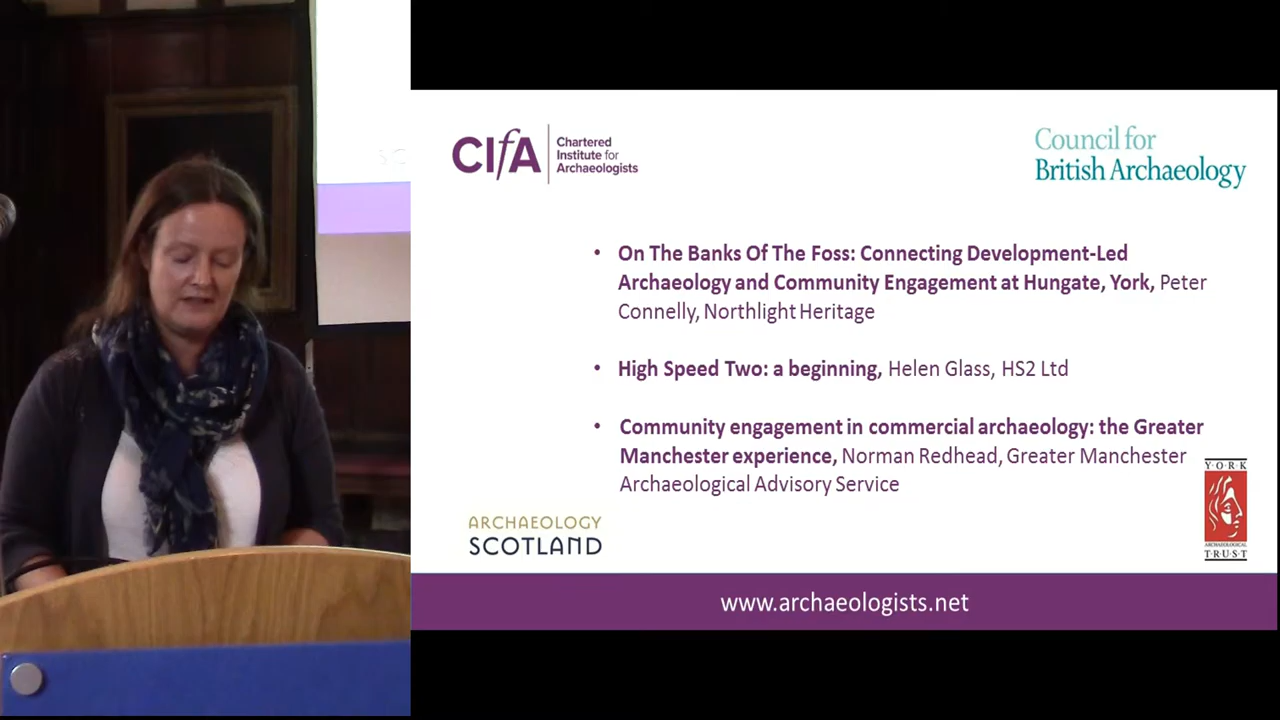 CIfA
Chartered
Institute for
Archaeologists
Council for
British Archaeology
• On The Banks Of The Foss: Connecting Development-Led
Archaeology and Community Engagement at Hungate, York, Peter
Connelly, Northlight Heritage
• High Speed Two: a beginning, Helen Glass, HS2 Ltd
• Community engagement in commercial archaeology: the Greater
Manchester experience, Norman Redhead, Greater Manchester
Archaeological Advisory Service
ARCHAEOLOGY
SCOTLAND
YORK
ARCHAEOLOGICAL
TRUST
www.archaeologists.net